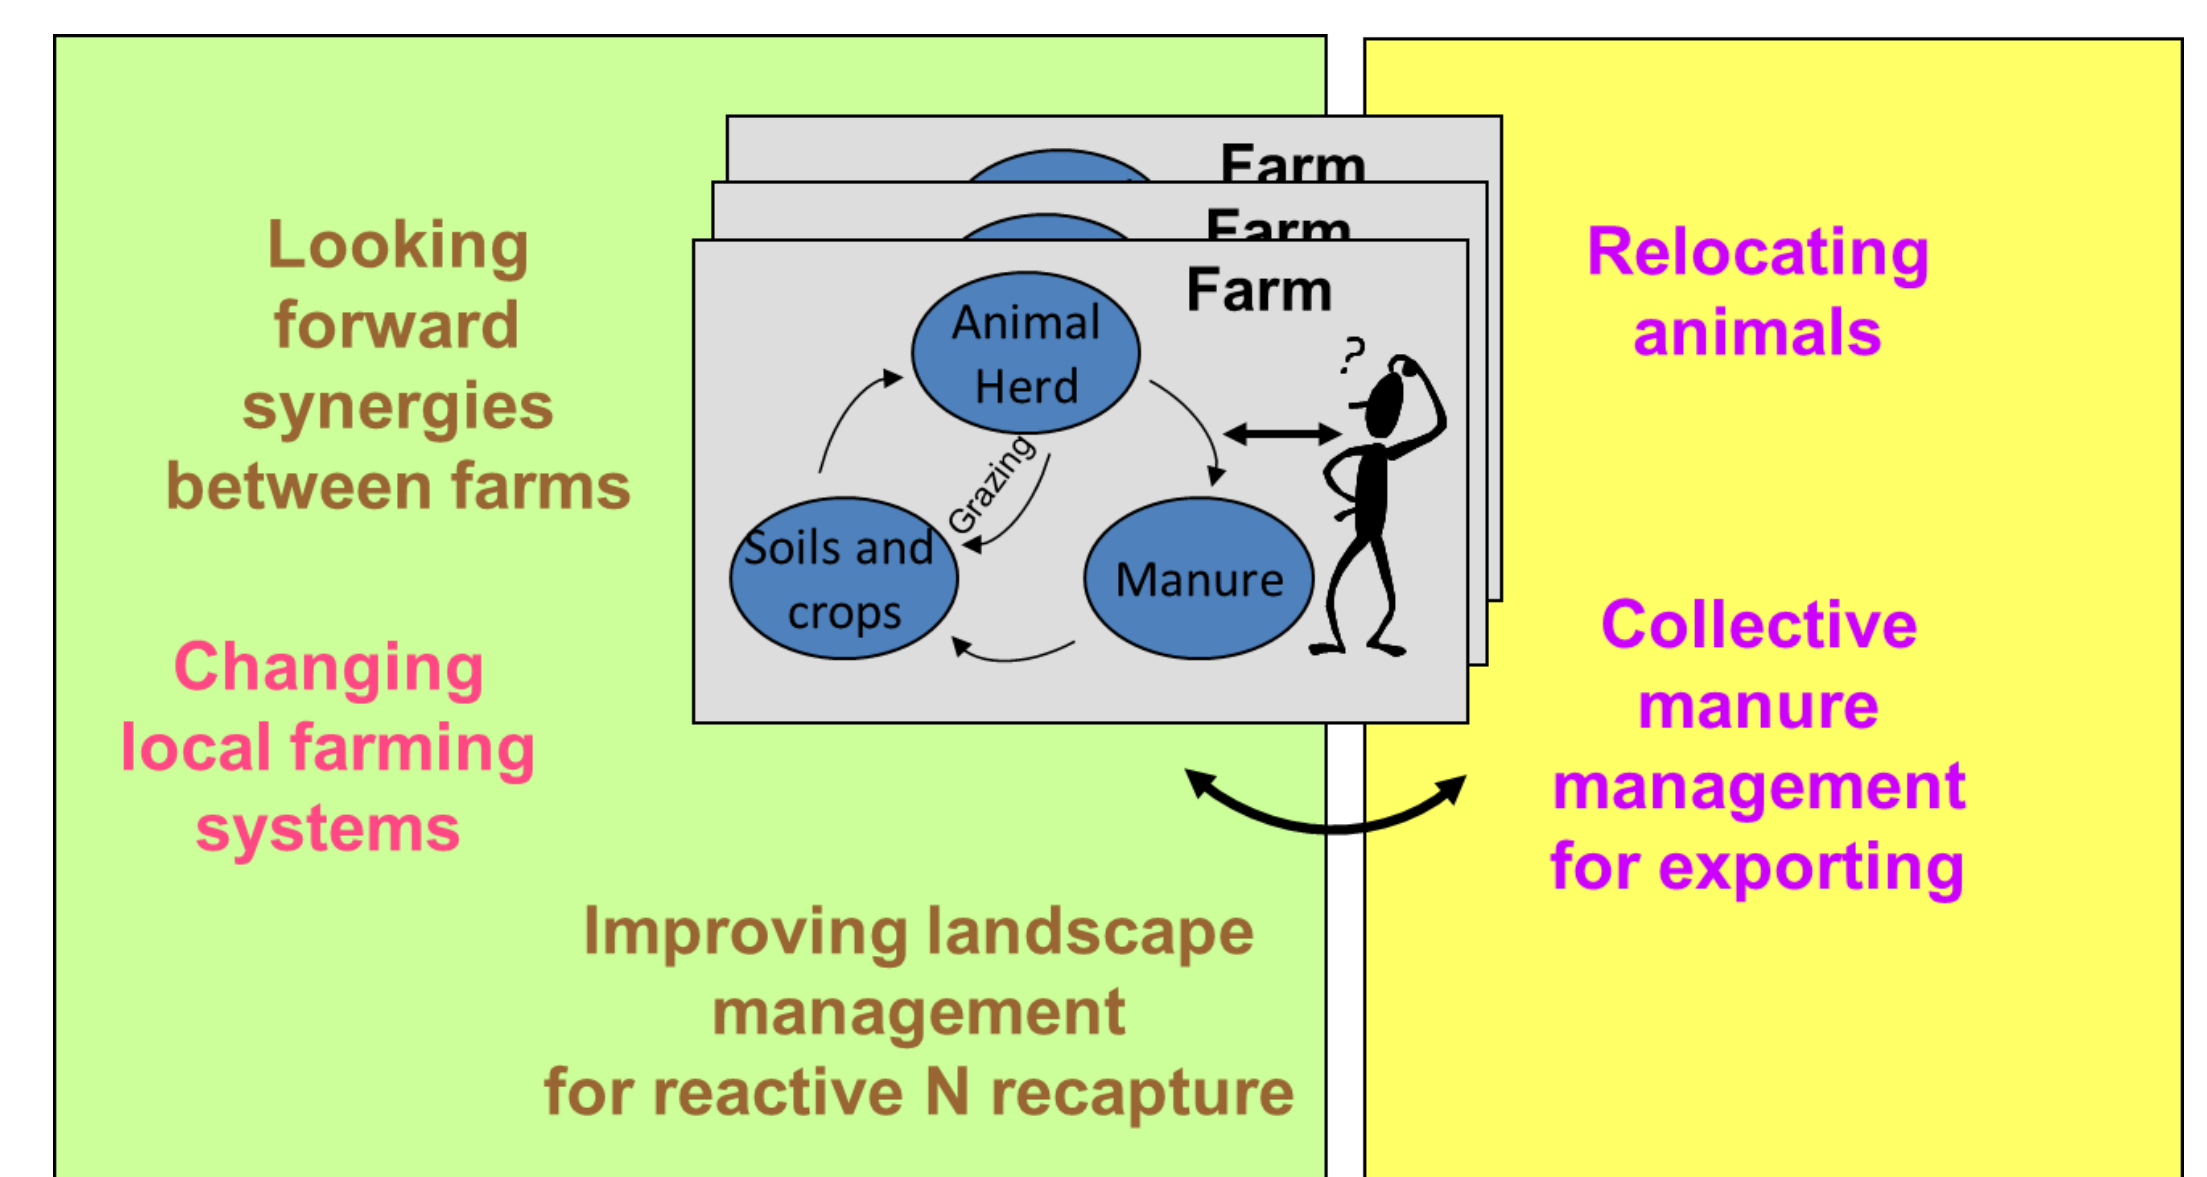 Looking
forward
synergies
between farms
Changing
local farming
systems
Improving landscape
management
for reactive N recapture
Farm
Farm
Farm
Animal
Herd
Grazing
Soils and
crops
Manure
?
Relocating
animals
Collective
manure
management
for exporting